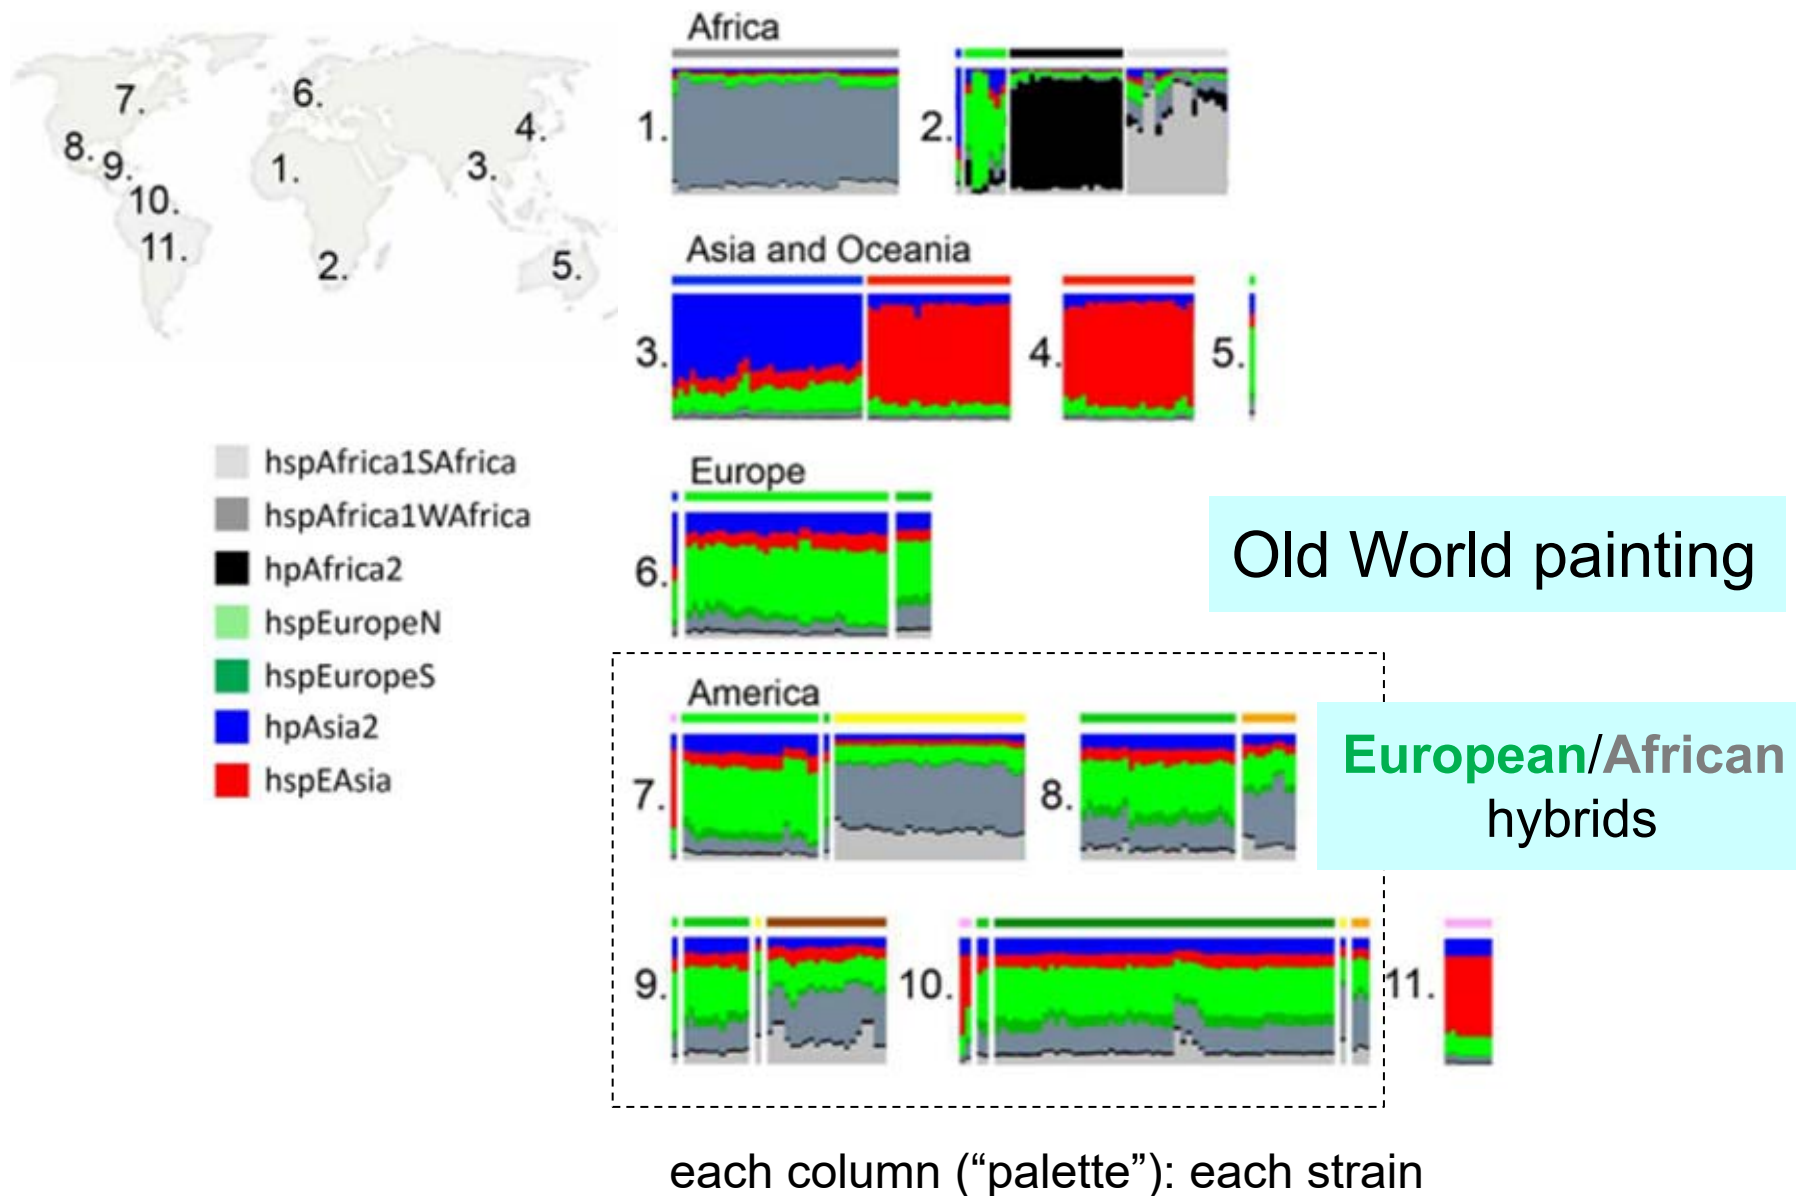 7.
6.
8.
9.
4.
1.
3.
10.
11.
2.
5.
Africa
1.
2.
Asia and Oceania
3.
4.
5.
hspAfrica1SAfrica
hspAfrica1WAfrica
hpAfrica2
hspEuropeN
hspEuropeS
hpAsia2
hspEAsia
Europe
6.
Old World painting
America
7.
8.
European/African
hybrids
9.
10.
11.
each column (“palette”): each strain